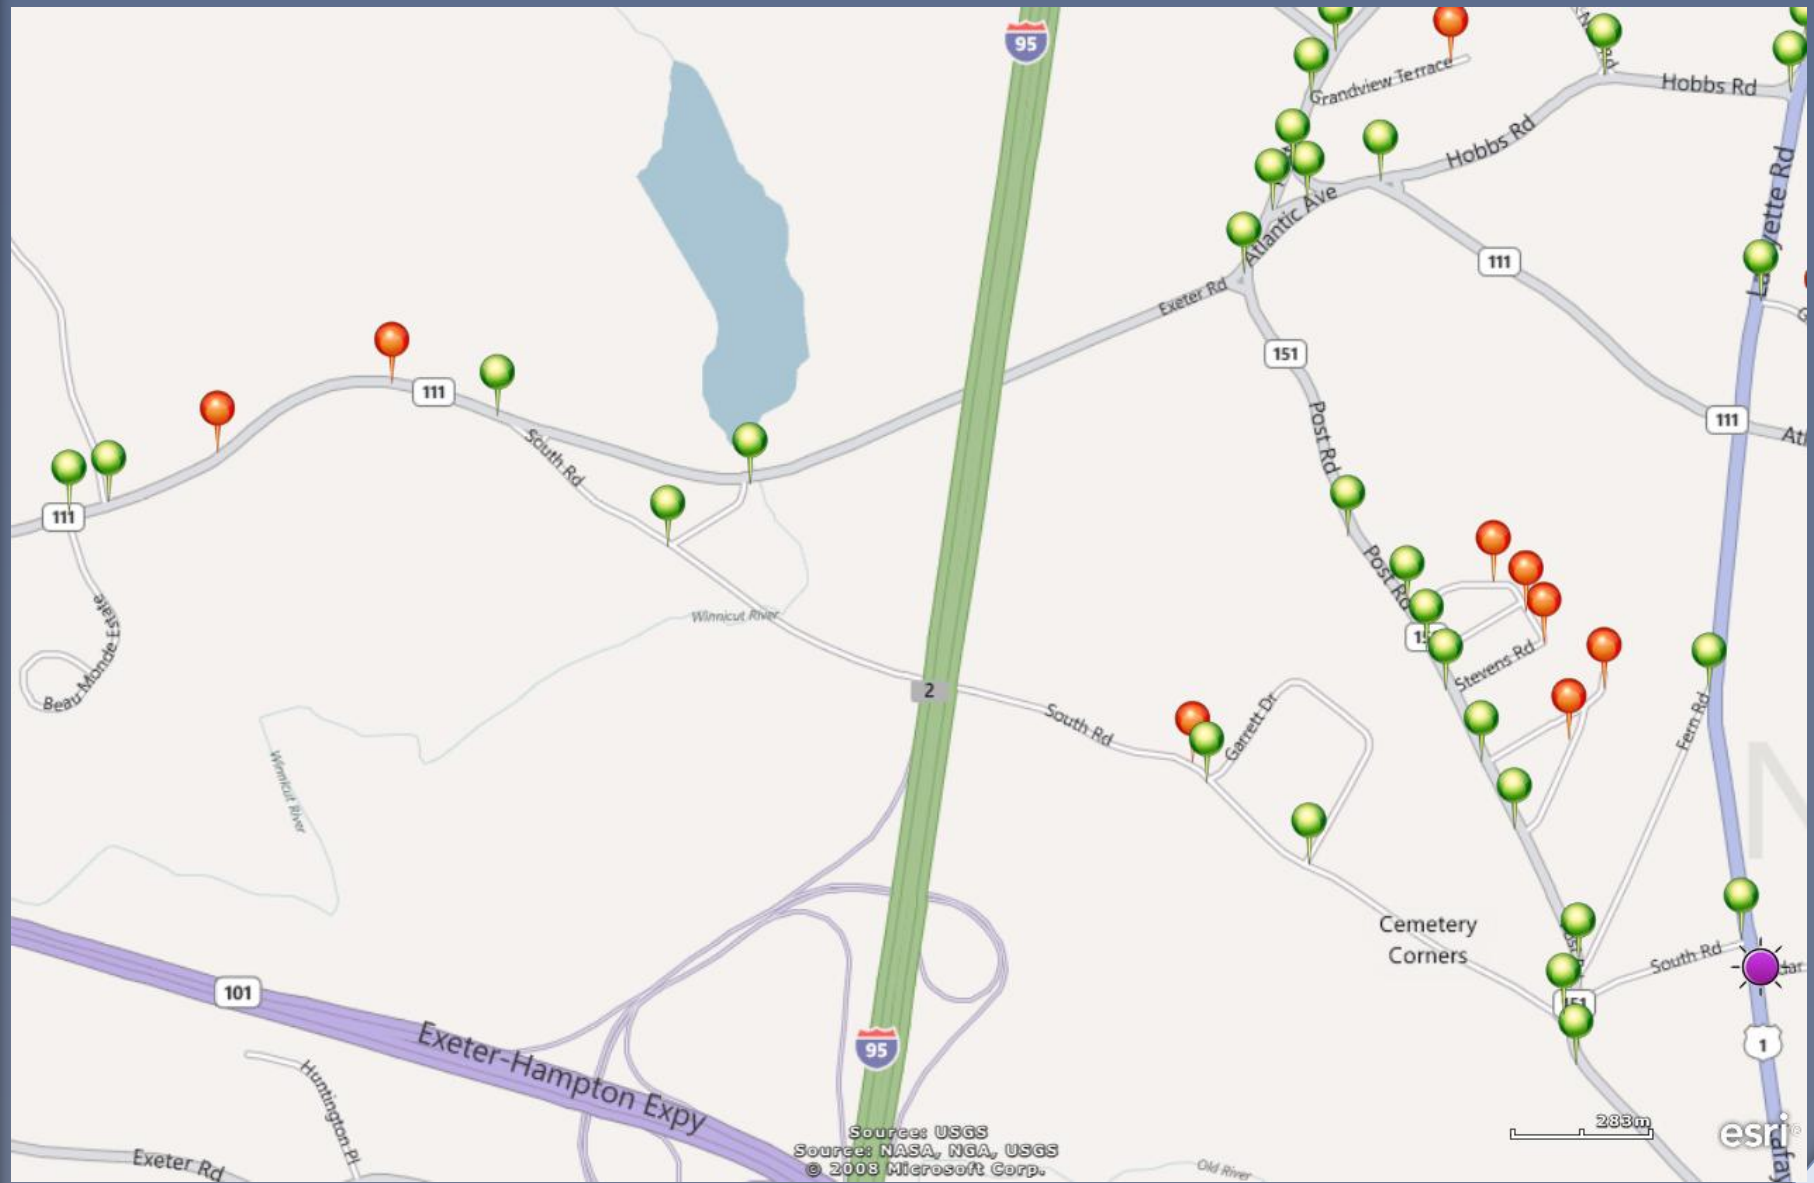 95
Grandview Terrace
Hobbs Rd
Hobbs Rd
Atlantic Ave
111
Exeter Rd
151
111
111
Post Rd
South Rd
111
Post Rd
Winnicut River
Stevens Rd
Beau Monde Estate
2
South Rd
Garrett Dr
Fern Rd
Winnicut River
Cemetery
Corners
South Rd
101
151
Exeter-Hampton Expy
95
1
Huntington Pl
283m
esri
Source: USGS
Source: NASA, NGA, USGS
© 2008 Microsoft Corp.
Exeter Rd
Old River